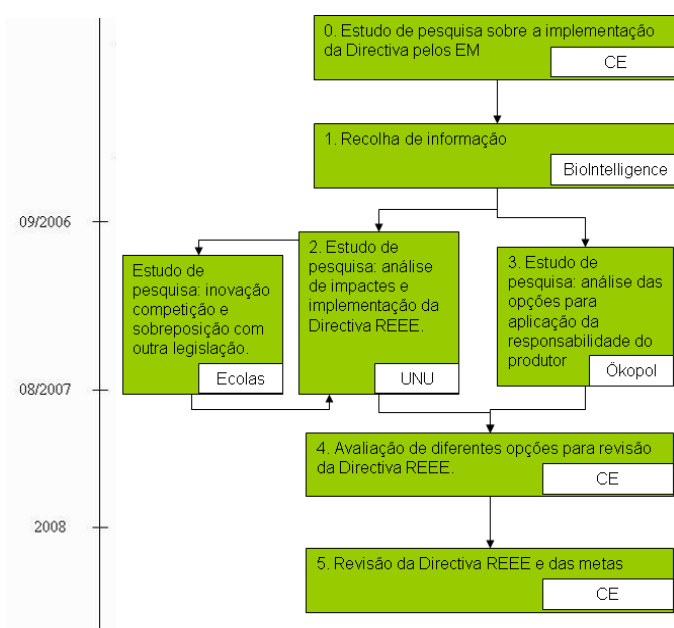 0. Estudo de pesquisa sobre a implementação
da Directiva pelos EM
CE
1. Recolha de informação
BioIntelligence
09/2006
Estudo de
pesquisa: inovação
competição e
sobreposição com
outra legislação.
Ecolas
2. Estudo de
pesquisa: análise
de impactes e
implementação da
Directiva REEE.
UNU
3. Estudo de
pesquisa: análise das
opções para
aplicação da
responsabilidade do
produtor
Ökopol
08/2007
4. Avaliação de diferentes opções para revisão
da Directiva REEE.
CE
2008
5. Revisão da Directiva REEE e das metas
CE